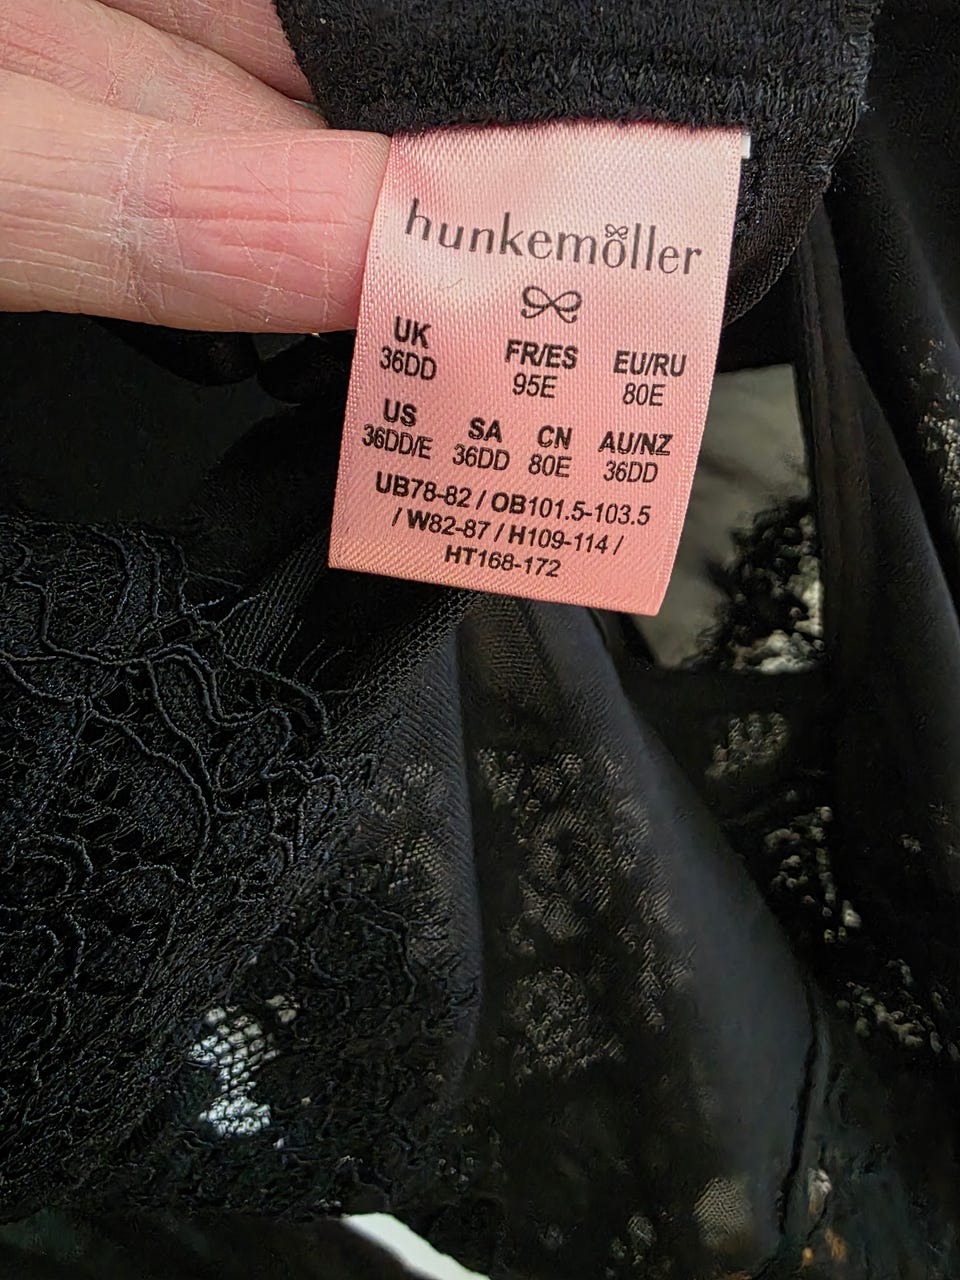 hunkemöller
UK FR/ES EU/RU
36DD 95E 80E
US SA CN AU/NZ
36DD/E 36DD 80E 36DD
UB78-82 / OB101.5-103.5
/ W82-87 / H109-114 /
HT168-172